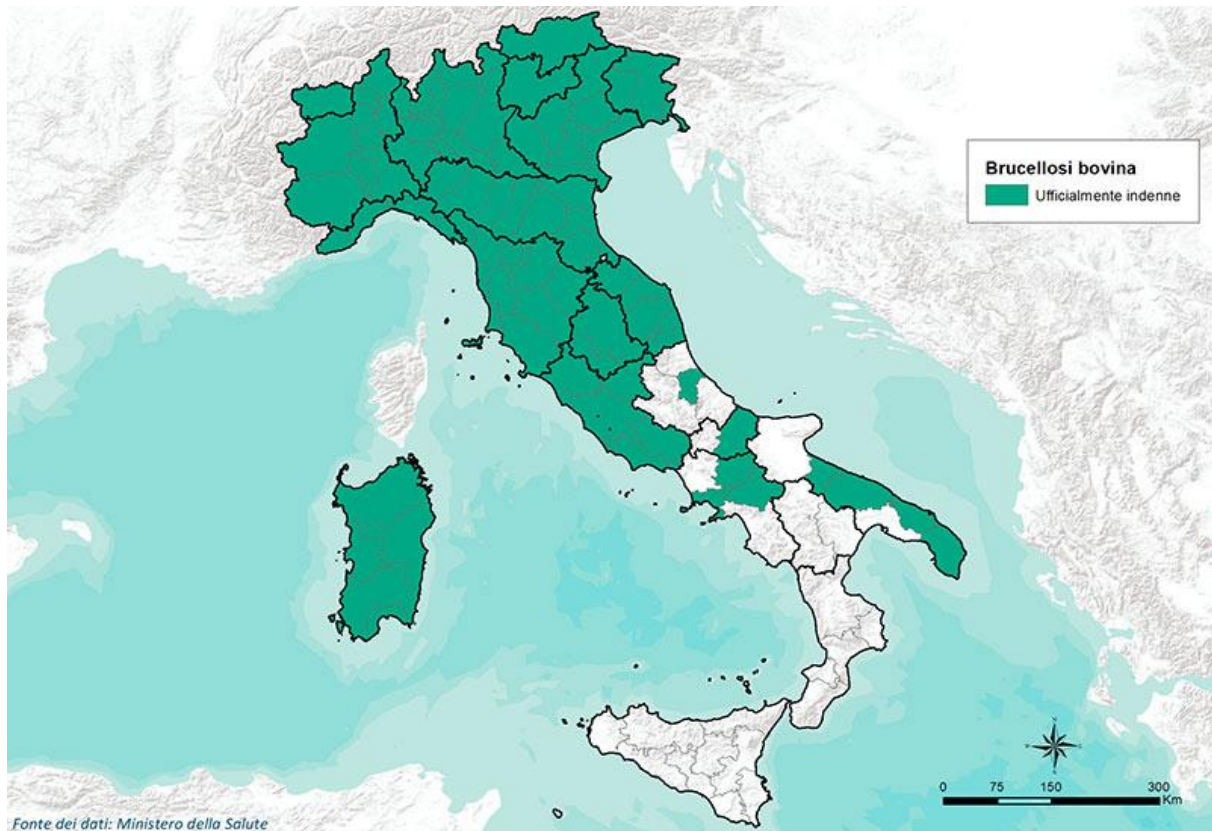 Brucellosi bovina
Ufficialmente indenne
0 75 150 300
Km
Fonte dei dati: Ministero della Salute